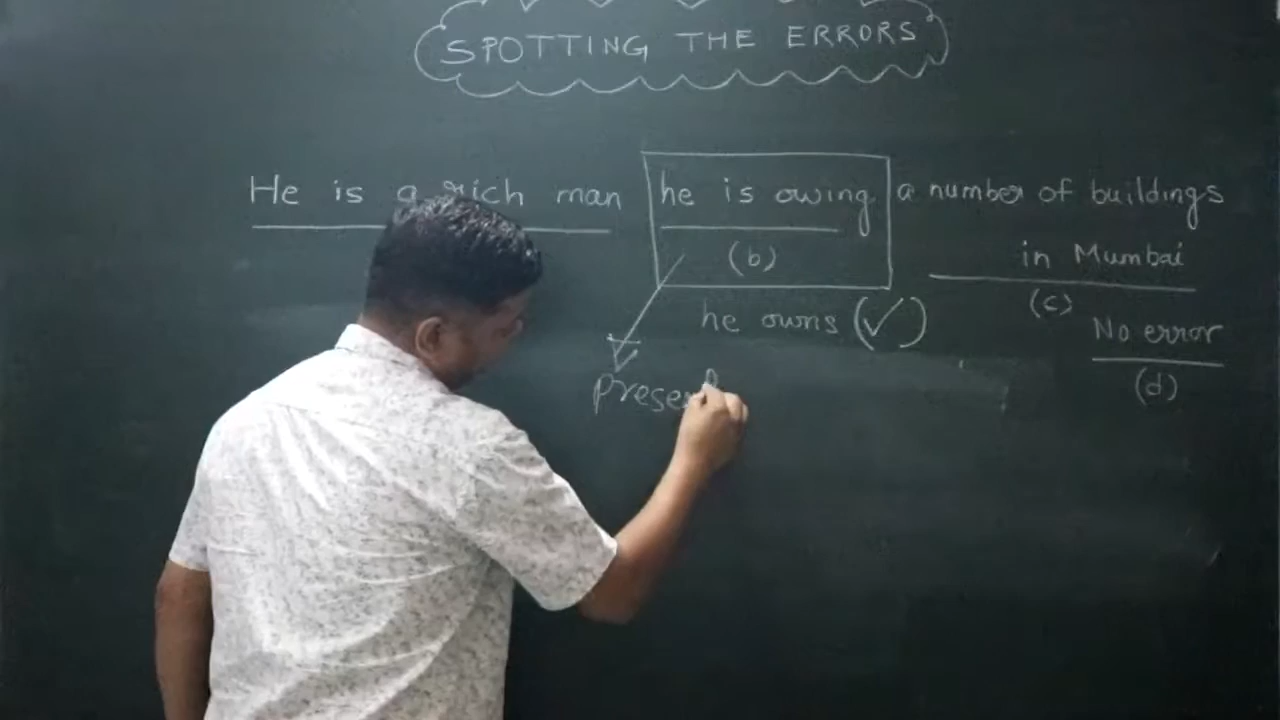 SPOTTING THE ERRORS
He is a rich man he is owing a number of buildings
in Mumbai
(b)
(c)
he owns (✓)
No error
(d)
Presen